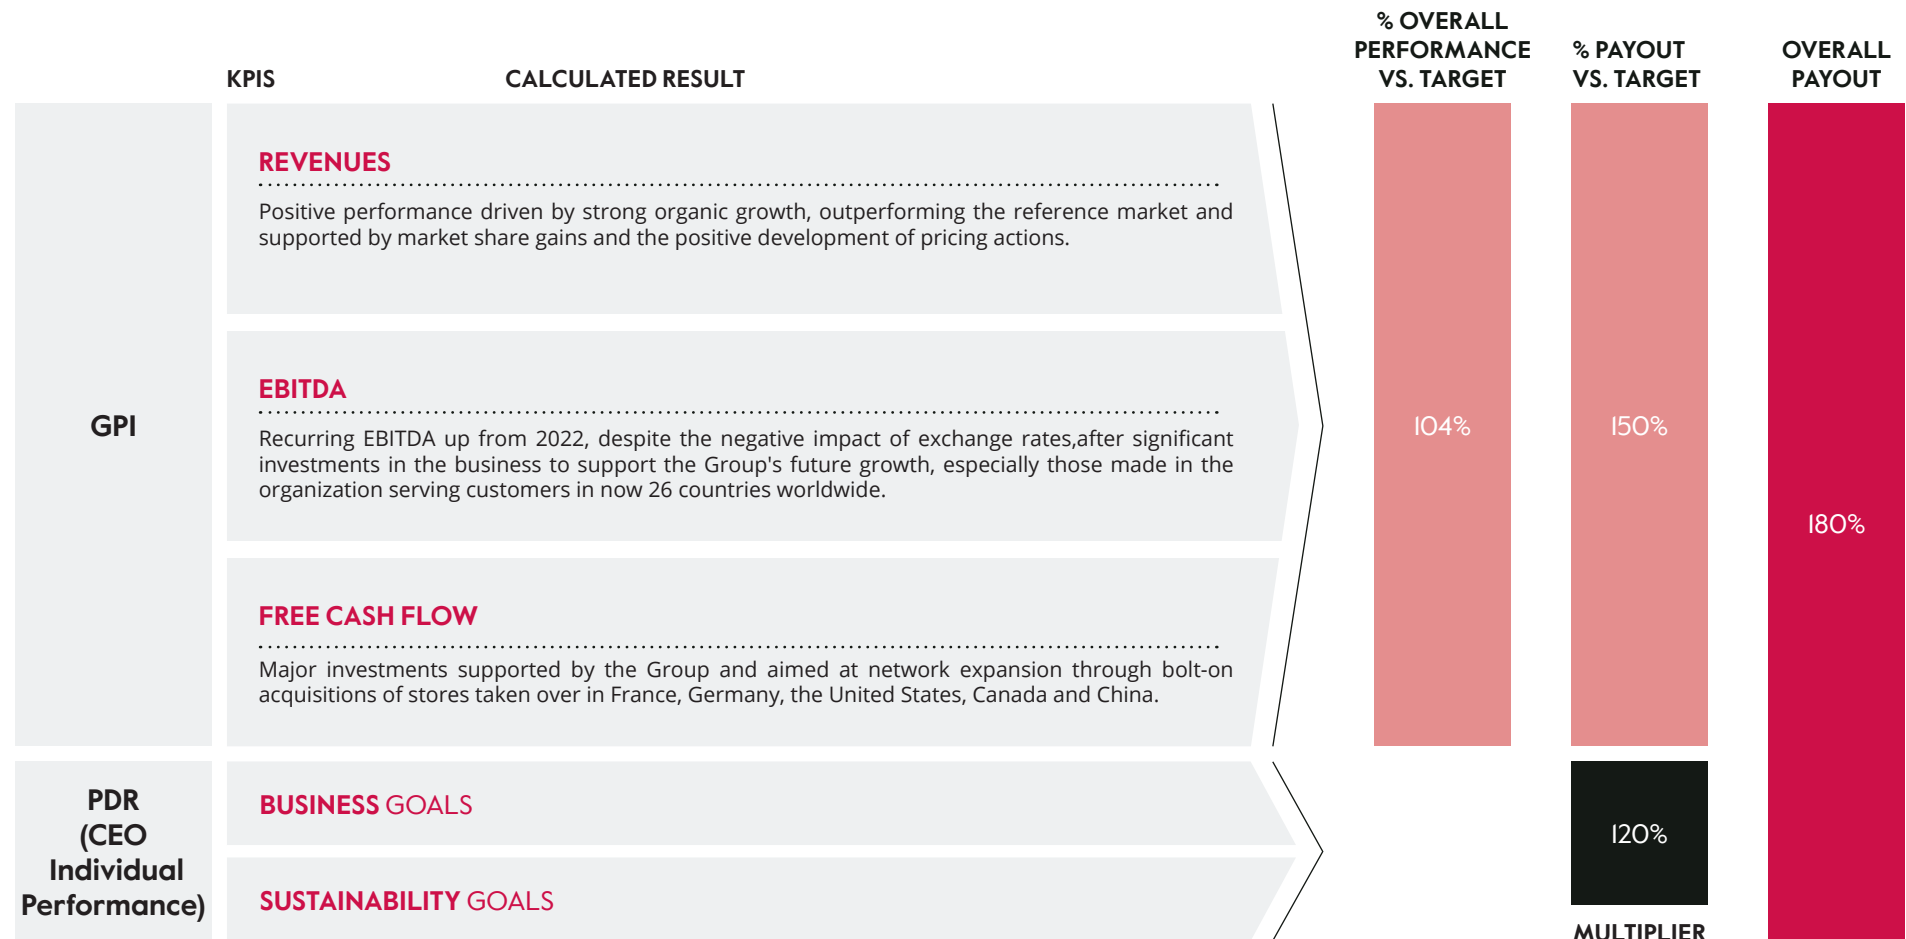 % OVERALL
PERFORMANCE
VS. TARGET
% PAYOUT
VS. TARGET
OVERALL
PAYOUT
KPIS
CALCULATED RESULT
GPI
REVENUES
Positive performance driven by strong organic growth, outperforming the reference market and
supported by market share gains and the positive development of pricing actions.
EBITDA
Recurring EBITDA up from 2022, despite the negative impact of exchange rates,after significant
investments in the business to support the Group's future growth, especially those made in the
organization serving customers in now 26 countries worldwide.
FREE CASH FLOW
Major investments supported by the Group and aimed at network expansion through bolt-on
acquisitions of stores taken over in France, Germany, the United States, Canada and China.
104%
150%
180%
PDR
(CEO
Individual
Performance)
BUSINESS GOALS
SUSTAINABILITY GOALS
120%
MULTIPLIER